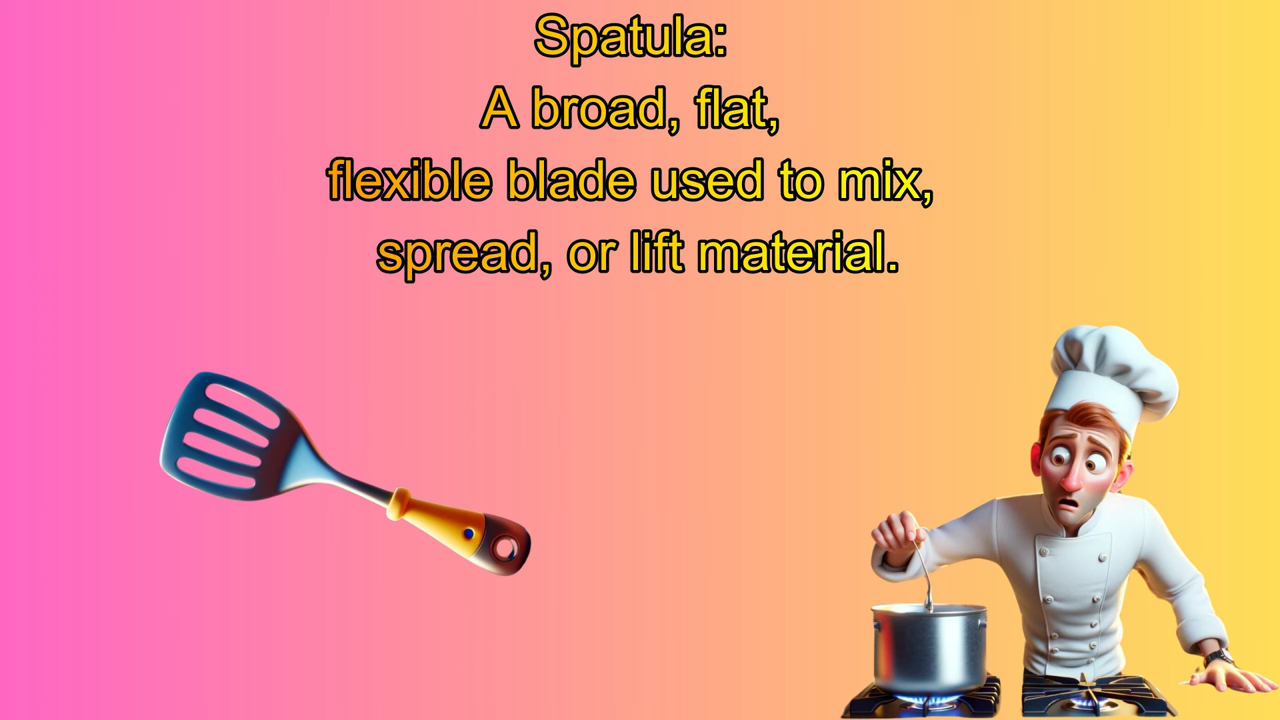 Spatula:
A broad, flat,
flexible blade used to mix,
spread, or lift material.